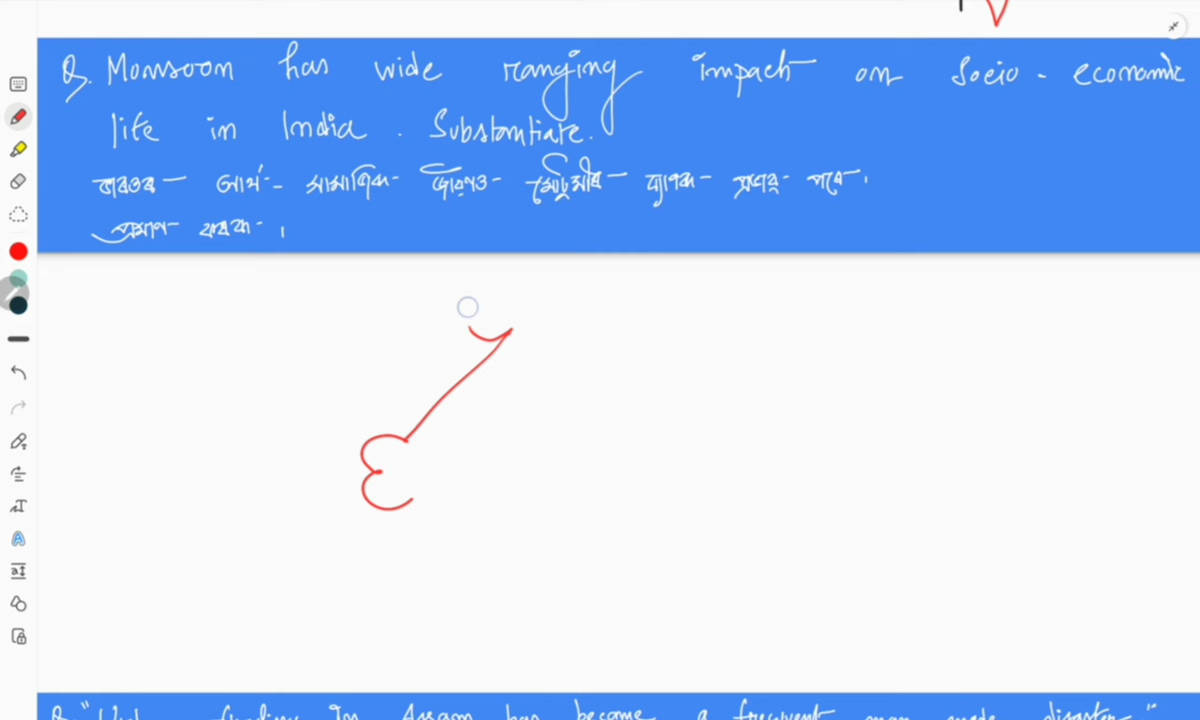 Q. Monsoon has wide ranging impact on Socio - economic
life in India. Substantiate.
ভাৰতৰ আৰ্থ - সামাজিক জীৱনত মৌচুমীৰ ব্যাপক প্ৰভাৱ পৰে।
প্ৰমাণ কৰক।
E
flooding In Assam has become a frequent man made disaster"